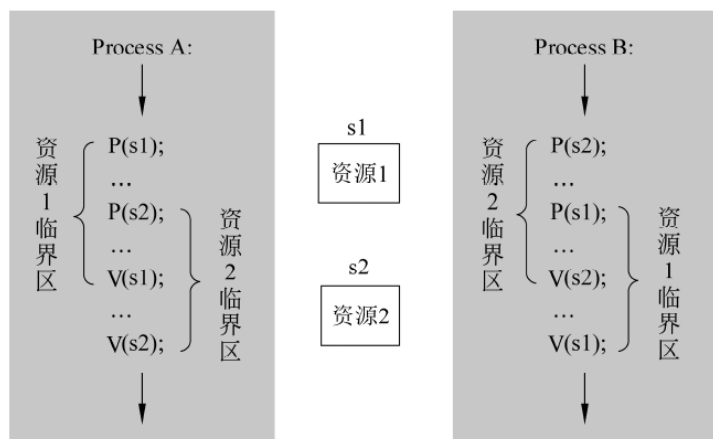 Process A:
资源1临界区
P(s1);
…
P(s2);
…
V(s1);
…
V(s2);
资源2临界区
s1
资源1
s2
资源2
Process B:
资源2临界区
P(s2);
…
P(s1);
…
V(s2);
…
V(s1);
资源1临界区